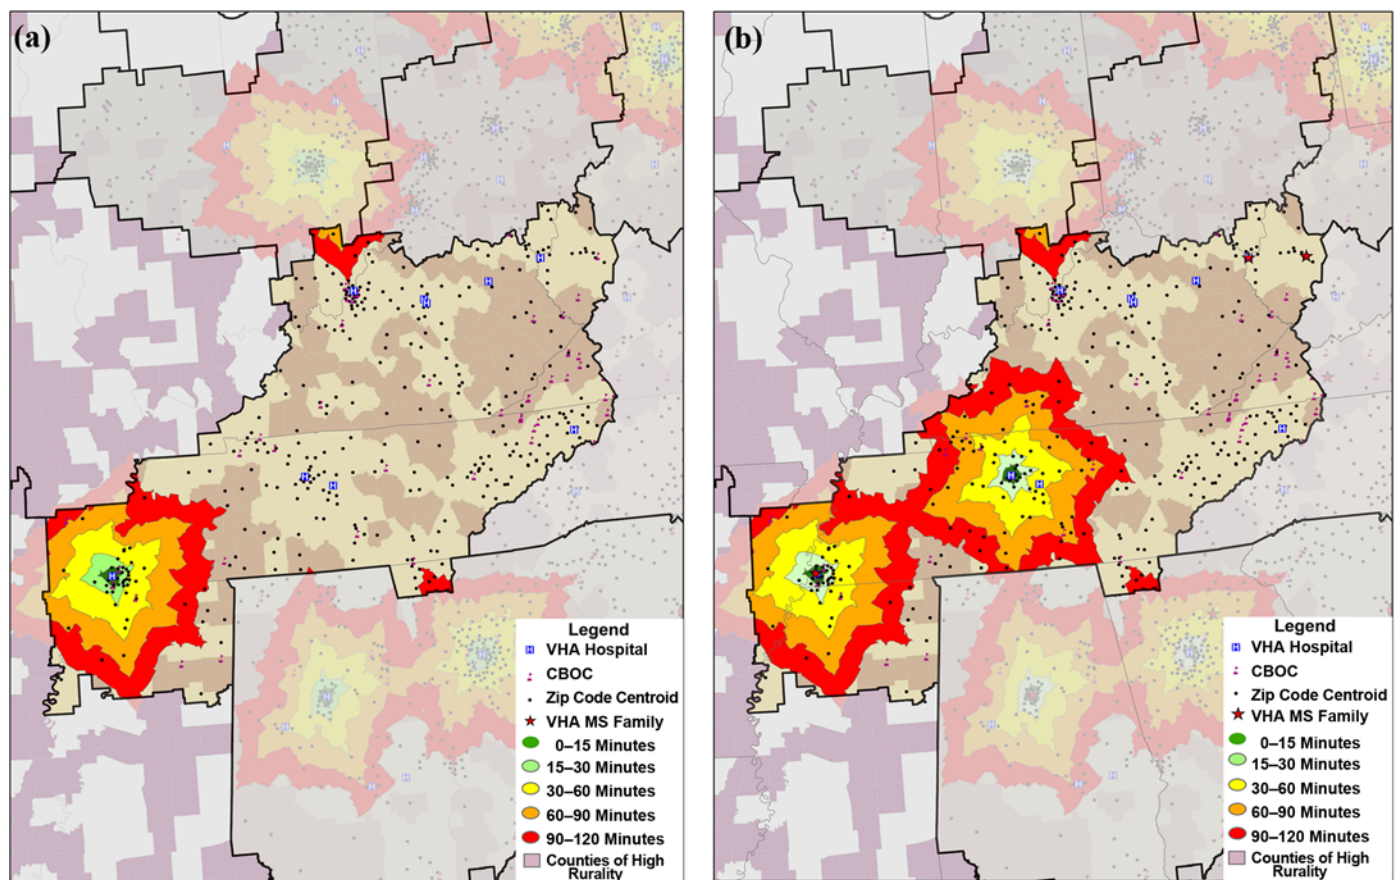 (a)
Legend
VHA Hospital
CBOC
Zip Code Centroid
VHA MS Family
0–15 Minutes
15–30 Minutes
30–60 Minutes
60–90 Minutes
90–120 Minutes
Counties of High
Rurality
(b)
Legend
VHA Hospital
CBOC
Zip Code Centroid
VHA MS Family
0–15 Minutes
15–30 Minutes
30–60 Minutes
60–90 Minutes
90–120 Minutes
Counties of High
Rurality